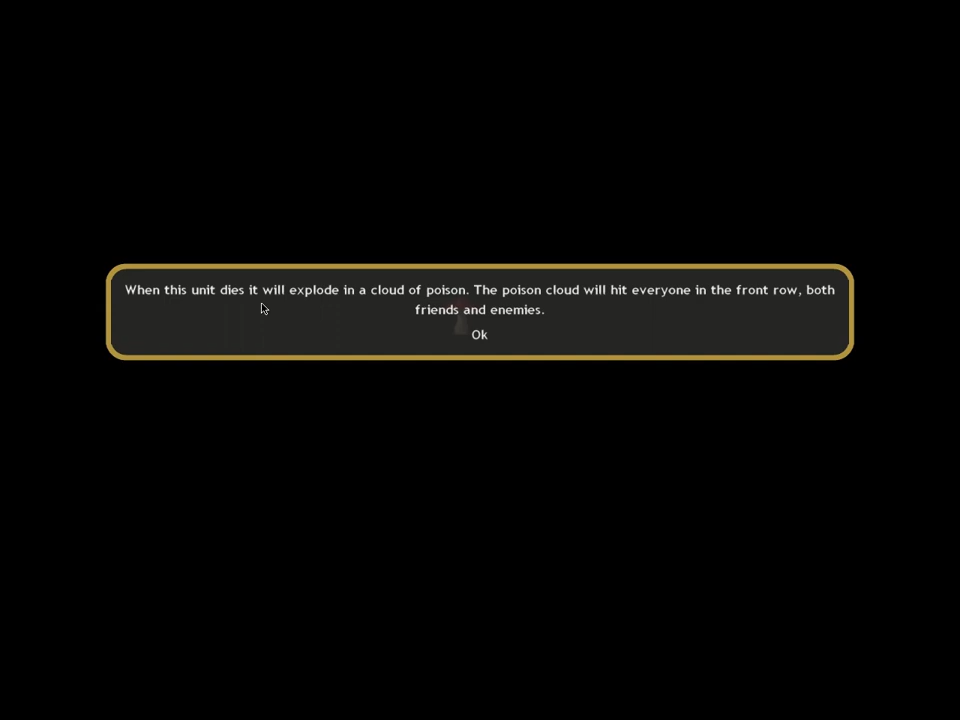 When this unit dies it will explode in a cloud of poison. The poison cloud will hit everyone in the front row, both
friends and enemies.
Ok